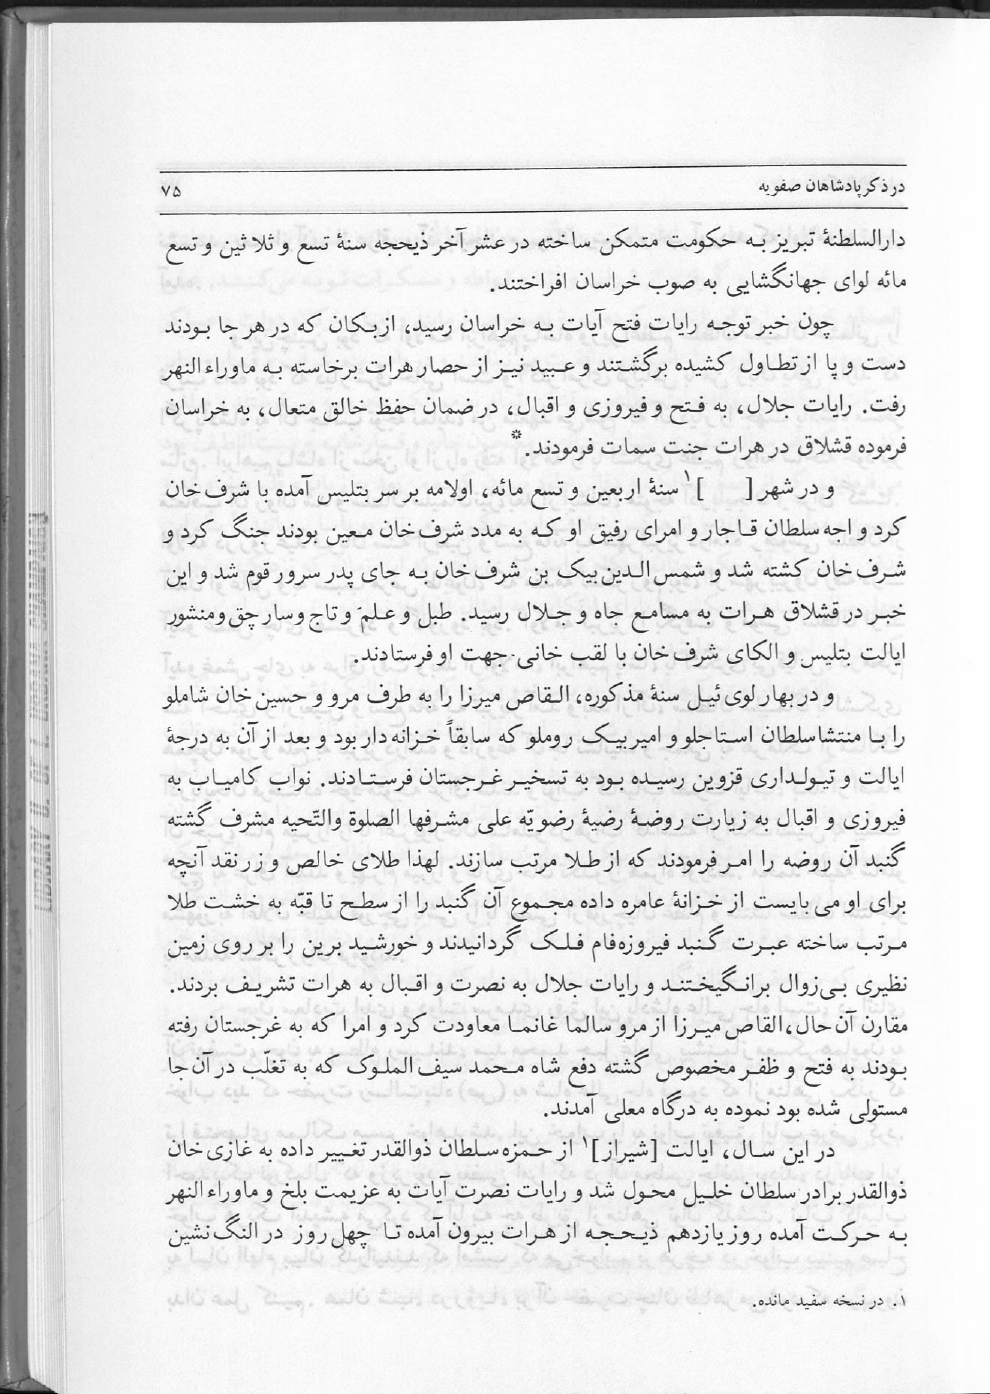 در ذکر پادشاهان صفویه ۷۵
دارالسلطنهٔ تبریز به حکومت متمکن ساخته در عشر آخر ذیحجه سنهٔ تسع و ثلاثین و تسع
مائه لوای جهانگشایی به صوب خراسان افراختند.
چون خبر توجه رایات فتح آیات به خراسان رسید، ازبکان که در هر جا بودند
دست و پا از تطاول کشیده برگشتند و عبید نیز از حصار هرات برخاسته به ماوراءالنهر
رفت. رایات جلال، به فتح و فیروزی و اقبال، در ضمان حفظ خالق متعال، به خراسان
فرموده قشلاق در هرات جنت سمات فرمودند.*
و در شهر [ ]۱ سنهٔ اربعین و تسع مائه، اولامه بر سر بتلیس آمده با شرف خان
کرد و اجه سلطان قاجار و امرای رفیق او که به مدد شرف خان معین بودند جنگ کرد و
شرف خان کشته شد و شمس الدین بیک بن شرف خان به جای پدر سرور قوم شد و این
خبر در قشلاق هرات به مسامع جاه و جلال رسید. طبل و علم و تاج و سارجق و منشور
ایالت بتلیس و الکای شرف خان با لقب خانی جهت او فرستادند.
و در بهار لوی ئیل سنهٔ مذکوره، القاص میرزا را به طرف مرو و حسین خان شاملو
را با منتشا سلطان استاجلو و امیر بیک روملو که سابقاً خزانه دار بود و بعد از آن به درجهٔ
ایالت و تیولداری قزوین رسیده بود به تسخیر غرجستان فرستادند. نواب کامیاب به
فیروزی و اقبال به زیارت روضهٔ رضیهٔ رضویّه علی مشرفها الصلوة والتّحیه مشرف گشته
گنبد آن روضه را امر فرمودند که از طلا مرتب سازند. لهذا طلای خالص و زر نقد آنچه
برای او می بایست از خزانهٔ عامره داده مجموع آن گنبد را از سطح تا قبّه به خشت طلا
مرتب ساخته عبرت گنبد فیروزه‌فام فلک گردانیدند و خورشید برین را بر روی زمین
نظیری بی‌زوال برانگیختند و رایات جلال به نصرت و اقبال به هرات تشریف بردند.
مقارن آن حال، القاص میرزا از مرو سالما غانما معاودت کرد و امرا که به غرجستان رفته
بودند به فتح و ظفر مخصوص گشته دفع شاه محمد سیف الملوک که به تغلّب در آن جا
مستولی شده بود نموده به درگاه معلی آمدند.
در این سال، ایالت [شیراز]۱ از حمزه سلطان ذوالقدر تغییر داده به غازی خان
ذوالقدر برادر سلطان خلیل محول شد و رایات نصرت آیات به عزیمت بلخ و ماوراءالنهر
به حرکت آمده روز یازدهم ذیحجه از هرات بیرون آمده تا چهل روز در النگ نشین
۱. در نسخه سفید مانده.